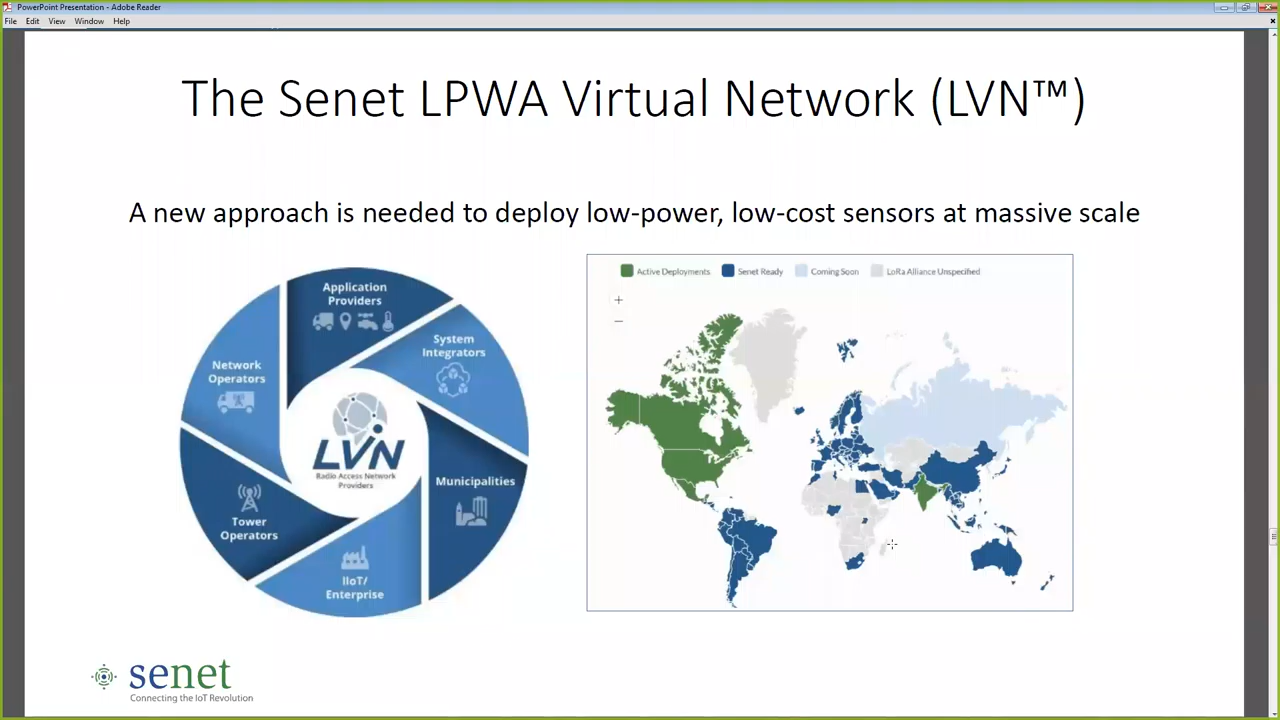 PowerPoint Presentation - Adobe Reader
File Edit View Window Help
The Senet LPWA Virtual Network (LVN™)
A new approach is needed to deploy low-power, low-cost sensors at massive scale
Application
Providers
System
Integrators
Network
Operators
LVN
Radio Access Network
Providers
Municipalities
Tower
Operators
IIoT/
Enterprise
Active Deployments Senet Ready Coming Soon LoRa Alliance Unspecified
+
−
senet
Connecting the IoT Revolution